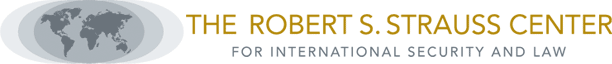 THE ROBERT S. STRAUSS CENTER
FOR INTERNATIONAL SECURITY AND LAW